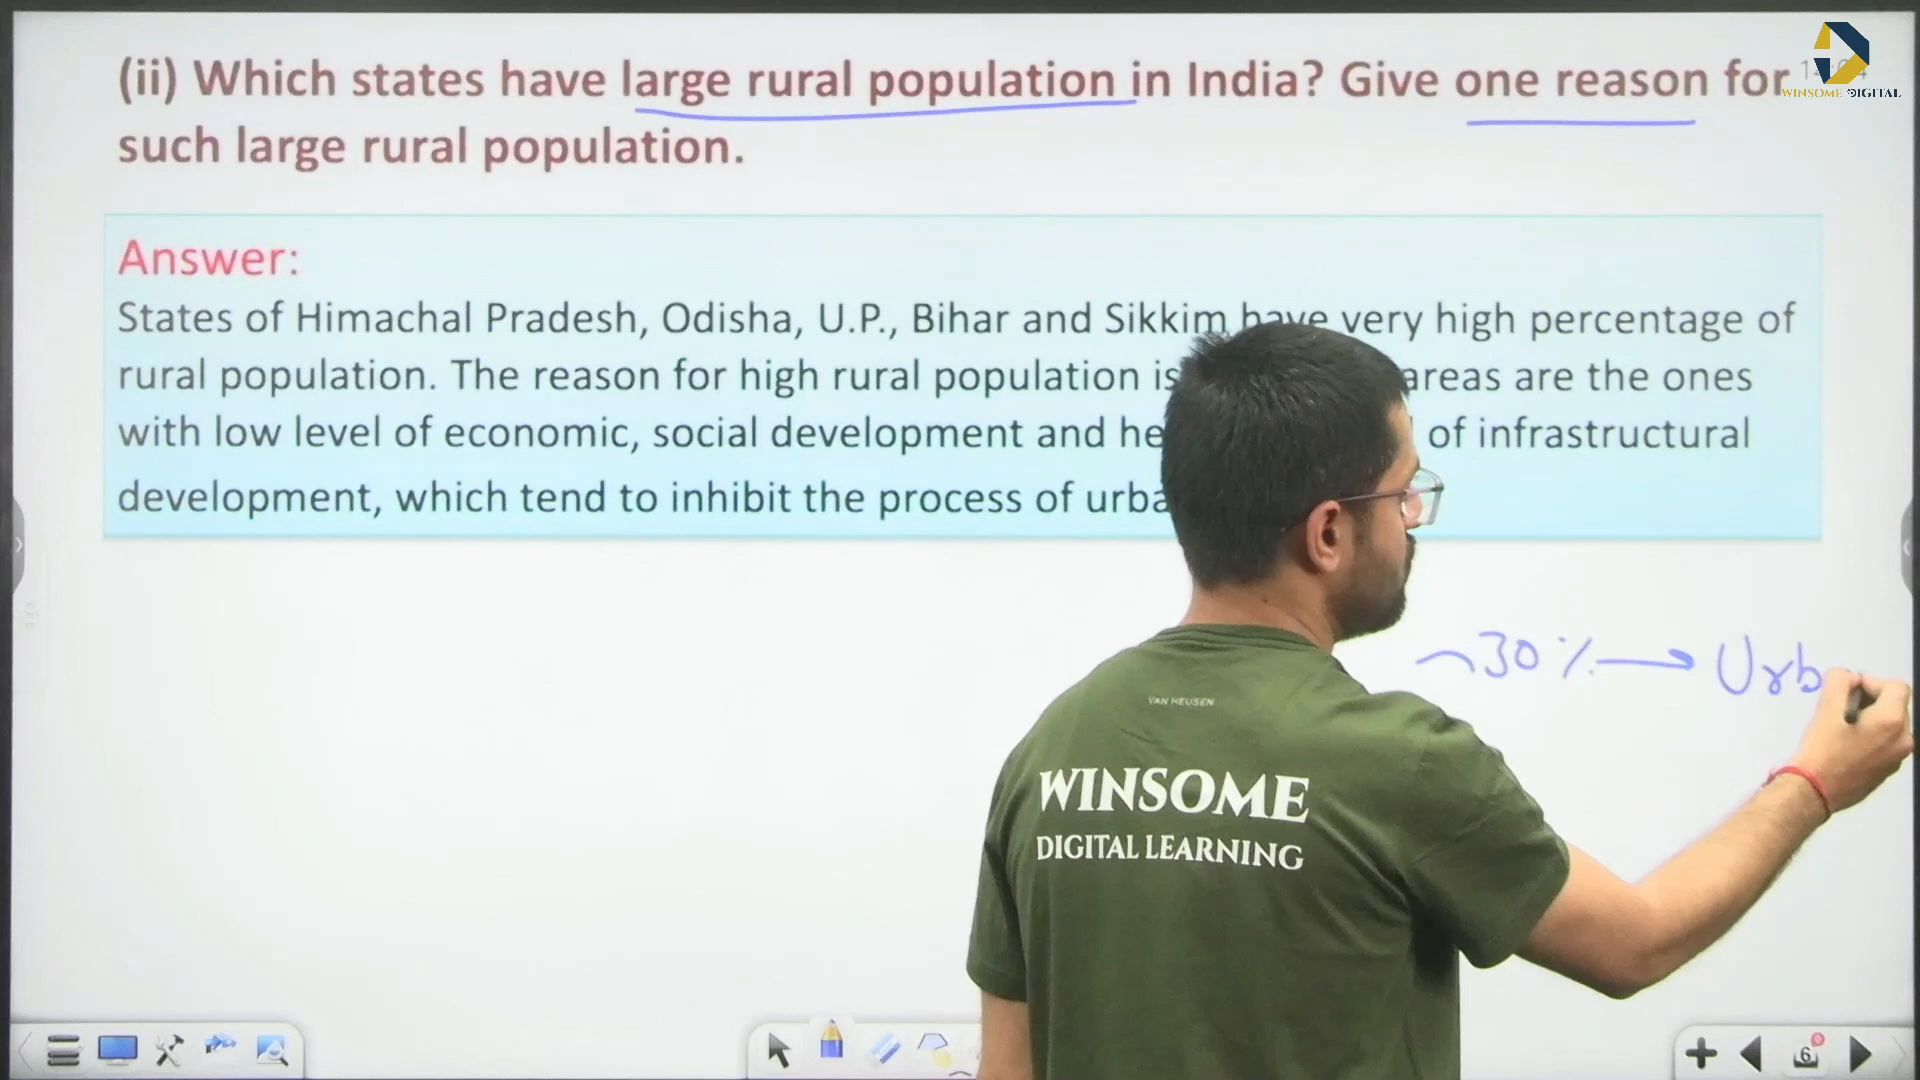 (ii) Which states have large rural population in India? Give one reason for
such large rural population.
WINSOME DIGITAL
Answer:
States of Himachal Pradesh, Odisha, U.P., Bihar and Sikkim have very high percentage of
rural population. The reason for high rural population is areas are the ones
with low level of economic, social development and he of infrastructural
development, which tend to inhibit the process of urba
~30% → Urb
VAN HEUSEN
WINSOME
DIGITAL LEARNING
6